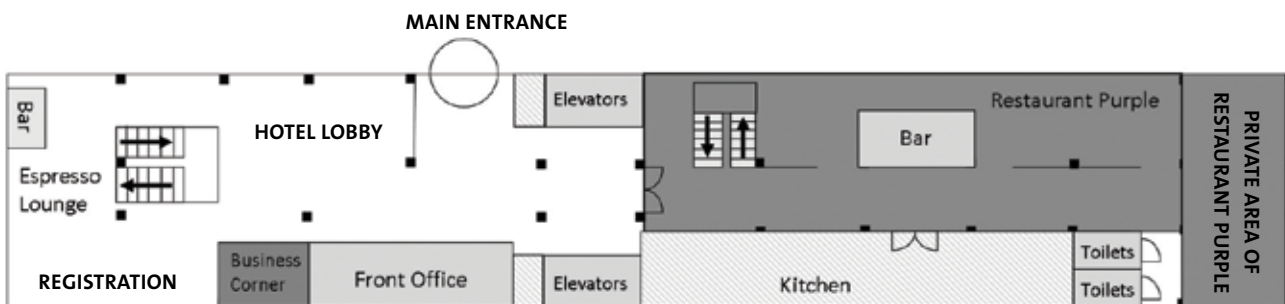 MAIN ENTRANCE
Elevators
Restaurant Purple
Bar
HOTEL LOBBY
Bar
Espresso
Lounge
PRIVATE AREA OF
RESTAURANT PURPLE
REGISTRATION
Business
Corner
Front Office
Elevators
Kitchen
Toilets
Toilets